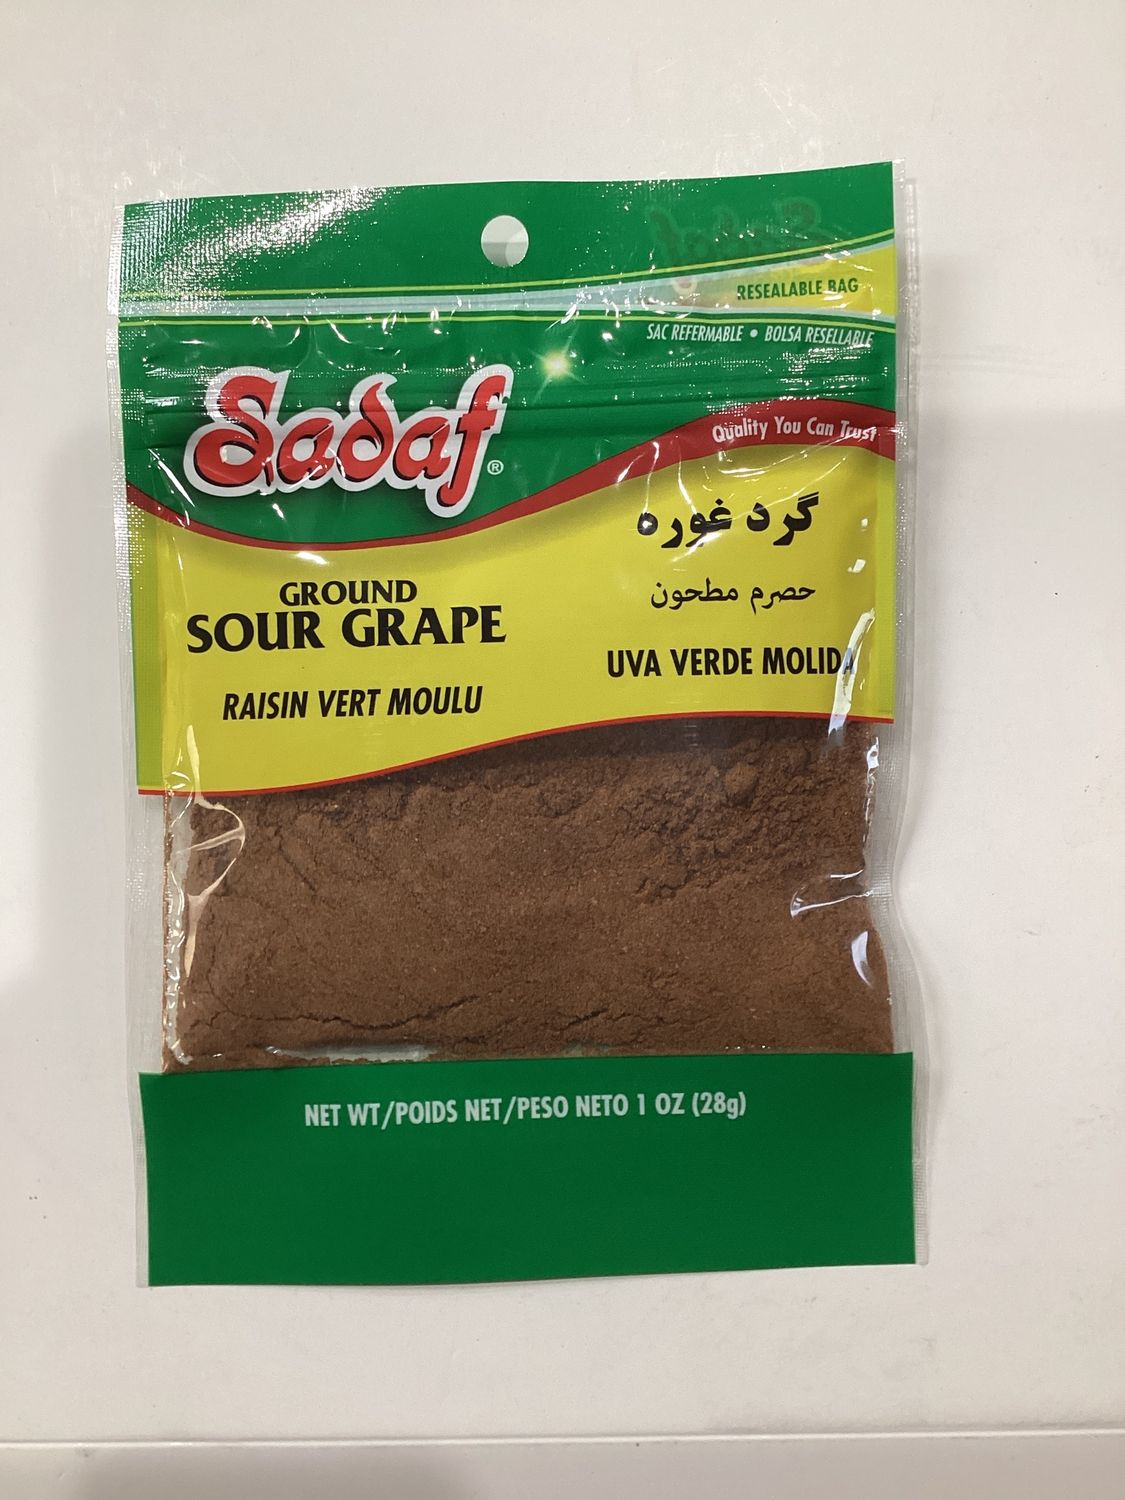 RESEALABLE BAG
SAC REFERMABLE • BOLSA RESELLABLE
Sadaf®
Quality You Can Trust
گرد غوره
حصرم مطحون
UVA VERDE MOLIDA
GROUND
SOUR GRAPE
RAISIN VERT MOULU
NET WT/POIDS NET/PESO NETO 1 OZ (28g)